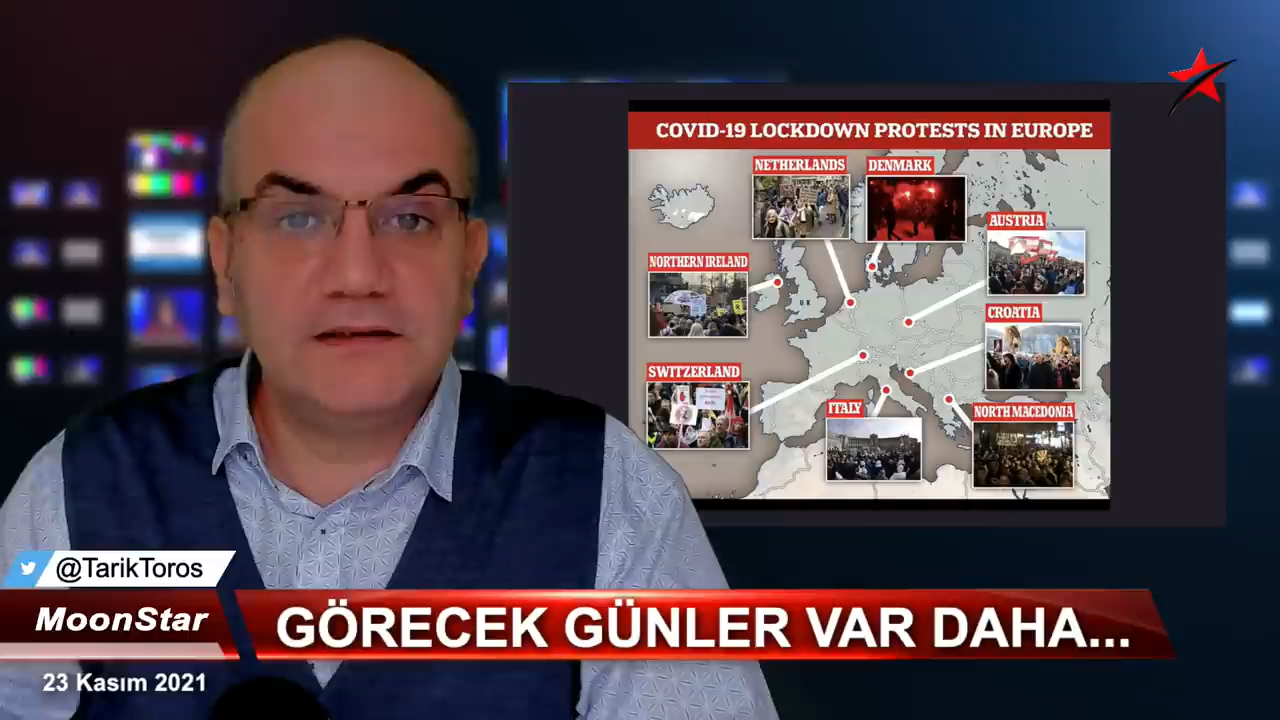 COVID-19 LOCKDOWN PROTESTS IN EUROPE
NETHERLANDS
DENMARK
AUSTRIA
NORTHERN IRELAND
UK
CROATIA
SWITZERLAND
ITALY
NORTH MACEDONIA
@TarikToros
MoonStar
GÖRECEK GÜNLER VAR DAHA...
23 Kasım 2021